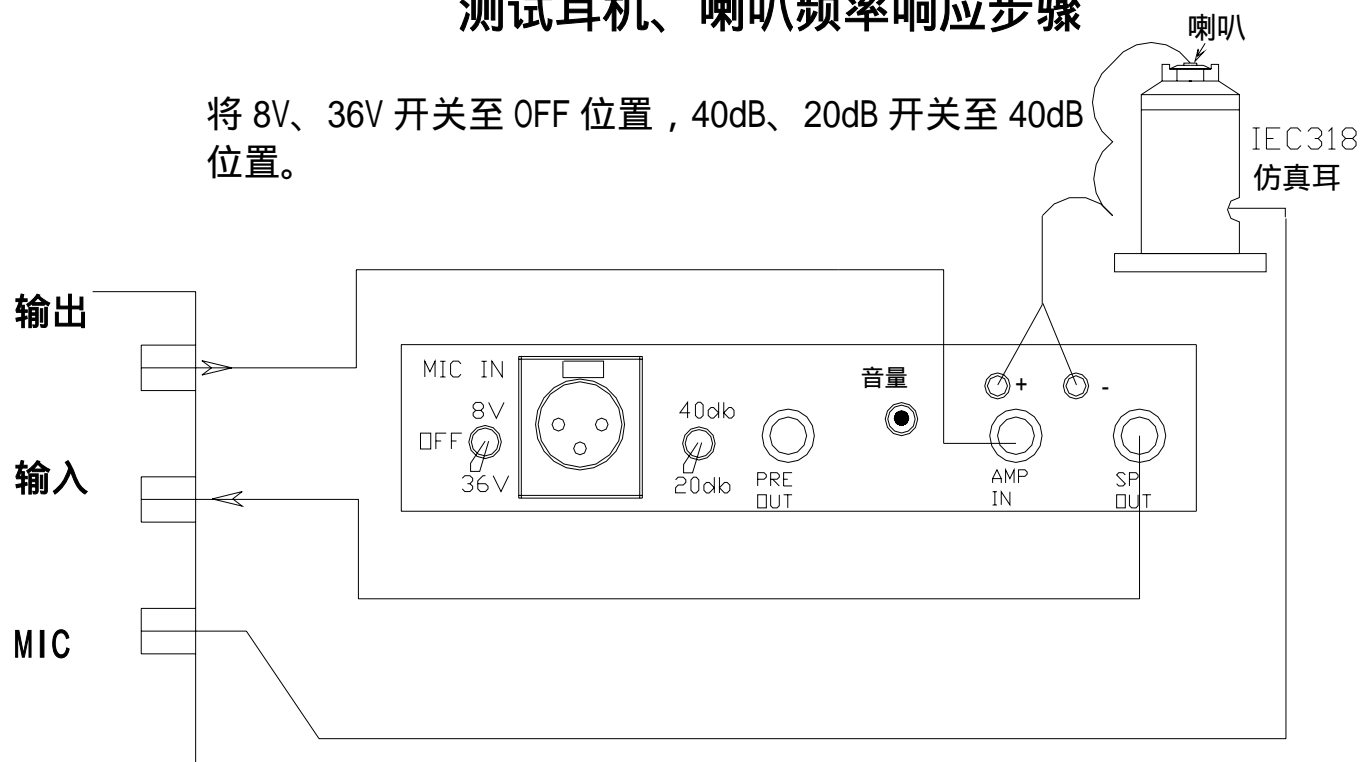 测试耳机、喇叭频率响应步骤
喇叭
将 8V、36V 开关至 OFF 位置，40dB、20dB 开关至 40dB
位置。
IEC318
仿真耳
输出
MIC IN
8V
OFF
36V
40db
20db
PRE
OUT
音量
+
-
AMP
IN
SP
OUT
输入
MIC